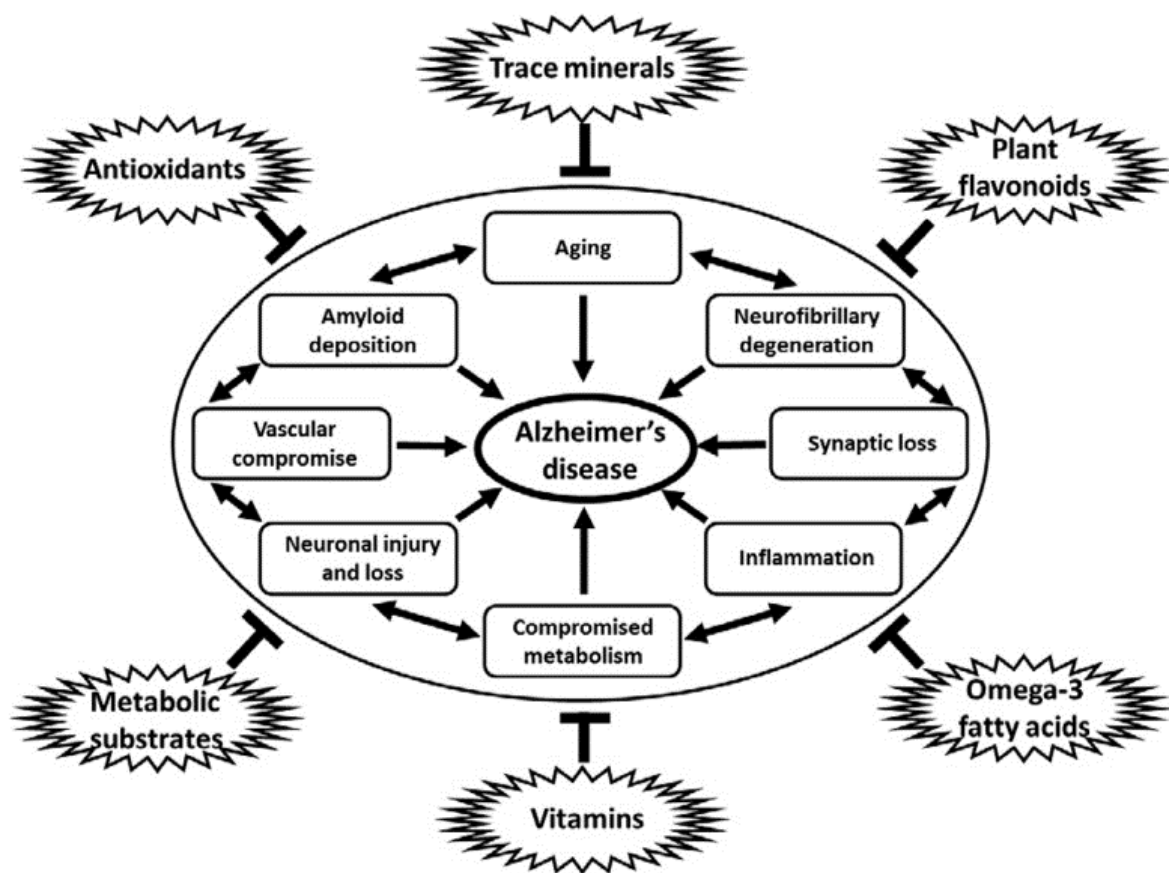 Trace minerals
Antioxidants
Plant
flavonoids
Aging
Amyloid
deposition
Neurofibrillary
degeneration
Vascular
compromise
Alzheimer’s
disease
Synaptic loss
Neuronal injury
and loss
Inflammation
Compromised
metabolism
Metabolic
substrates
Omega-3
fatty acids
Vitamins